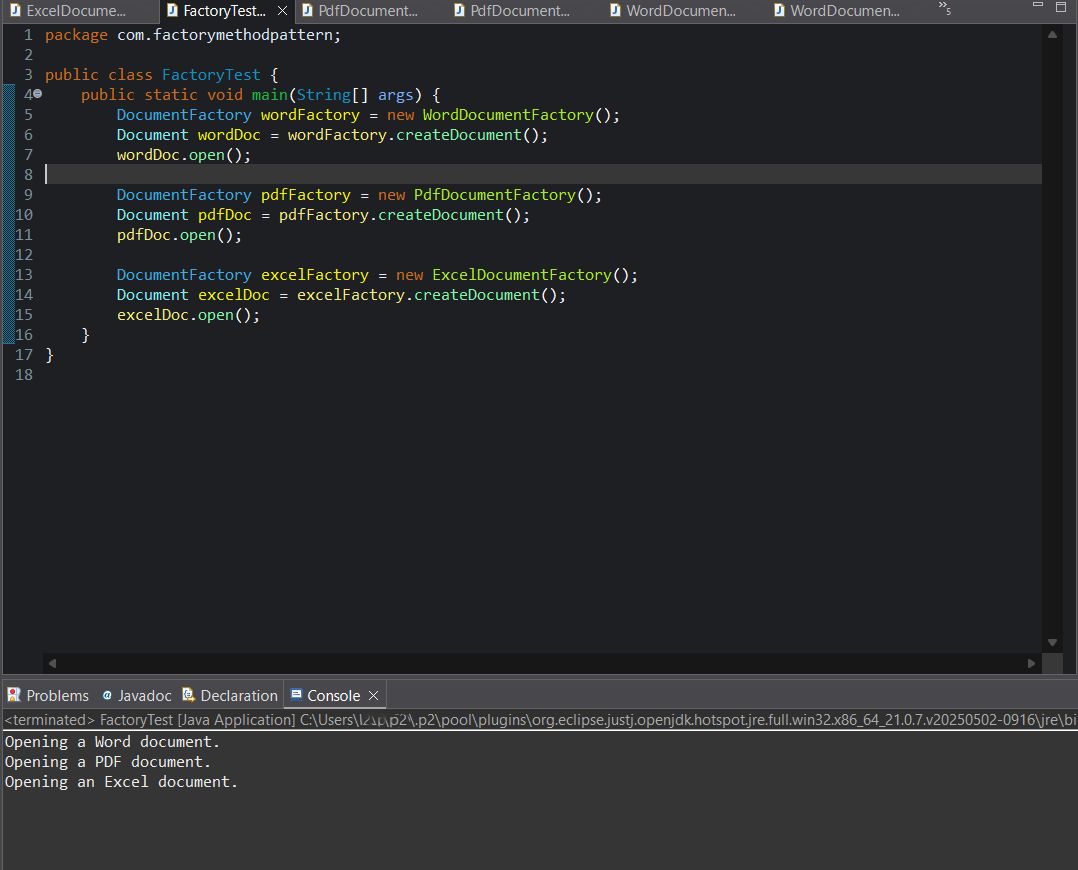 ExcelDocume...
FactoryTest...
PdfDocument...
PdfDocument...
WordDocumen...
WordDocumen...
»5
1 package com.factorymethodpattern;
2
3 public class FactoryTest {
4     public static void main(String[] args) {
5         DocumentFactory wordFactory = new WordDocumentFactory();
6         Document wordDoc = wordFactory.createDocument();
7         wordDoc.open();
8
9         DocumentFactory pdfFactory = new PdfDocumentFactory();
10         Document pdfDoc = pdfFactory.createDocument();
11         pdfDoc.open();
12
13         DocumentFactory excelFactory = new ExcelDocumentFactory();
14         Document excelDoc = excelFactory.createDocument();
15         excelDoc.open();
16     }
17 }
18
Problems @ Javadoc Declaration Console
<terminated> FactoryTest [Java Application] C:\Users\ \.p2\pool\plugins\org.eclipse.justj.openjdk.hotspot.jre.full.win32.x86_64_21.0.7.v20250502-0916\jre\bi
Opening a Word document.
Opening a PDF document.
Opening an Excel document.